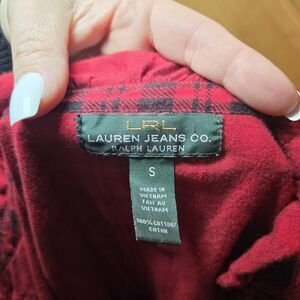 LRL
LAUREN JEANS CO.
RALPH LAUREN
S
MADE IN
VIETNAM
FAIT AU
VIETNAM
100% COTTON/
COTON